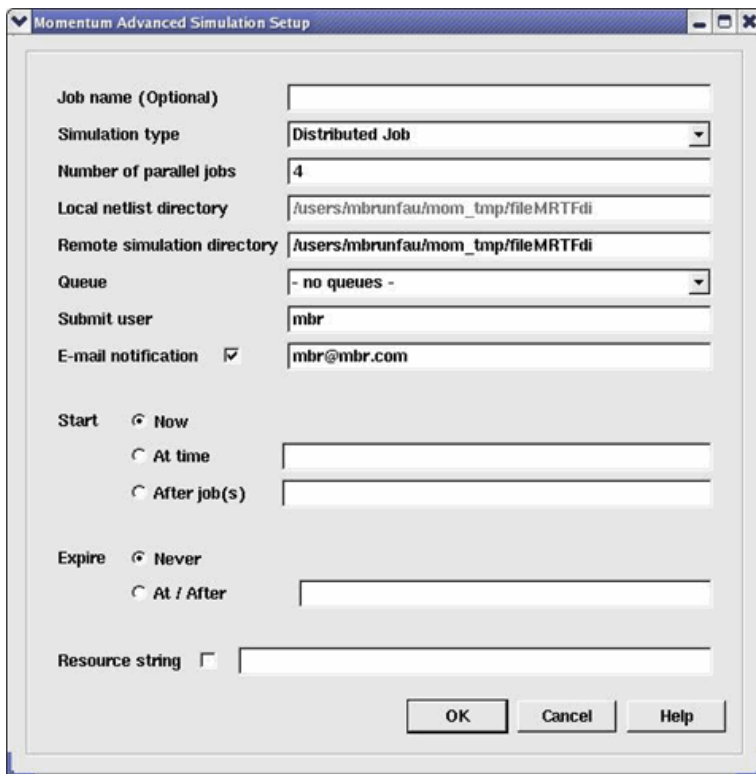 Momentum Advanced Simulation Setup
Job name (Optional)
Simulation type Distributed Job
Number of parallel jobs 4
Local netlist directory /users/mbrunfau/mom_tmp/fileMRTFdi
Remote simulation directory /users/mbrunfau/mom_tmp/fileMRTFdi
Queue - no queues -
Submit user mbr
E-mail notification mbr@mbr.com
Start Now
At time
After job(s)
Expire Never
At / After
Resource string
OK Cancel Help